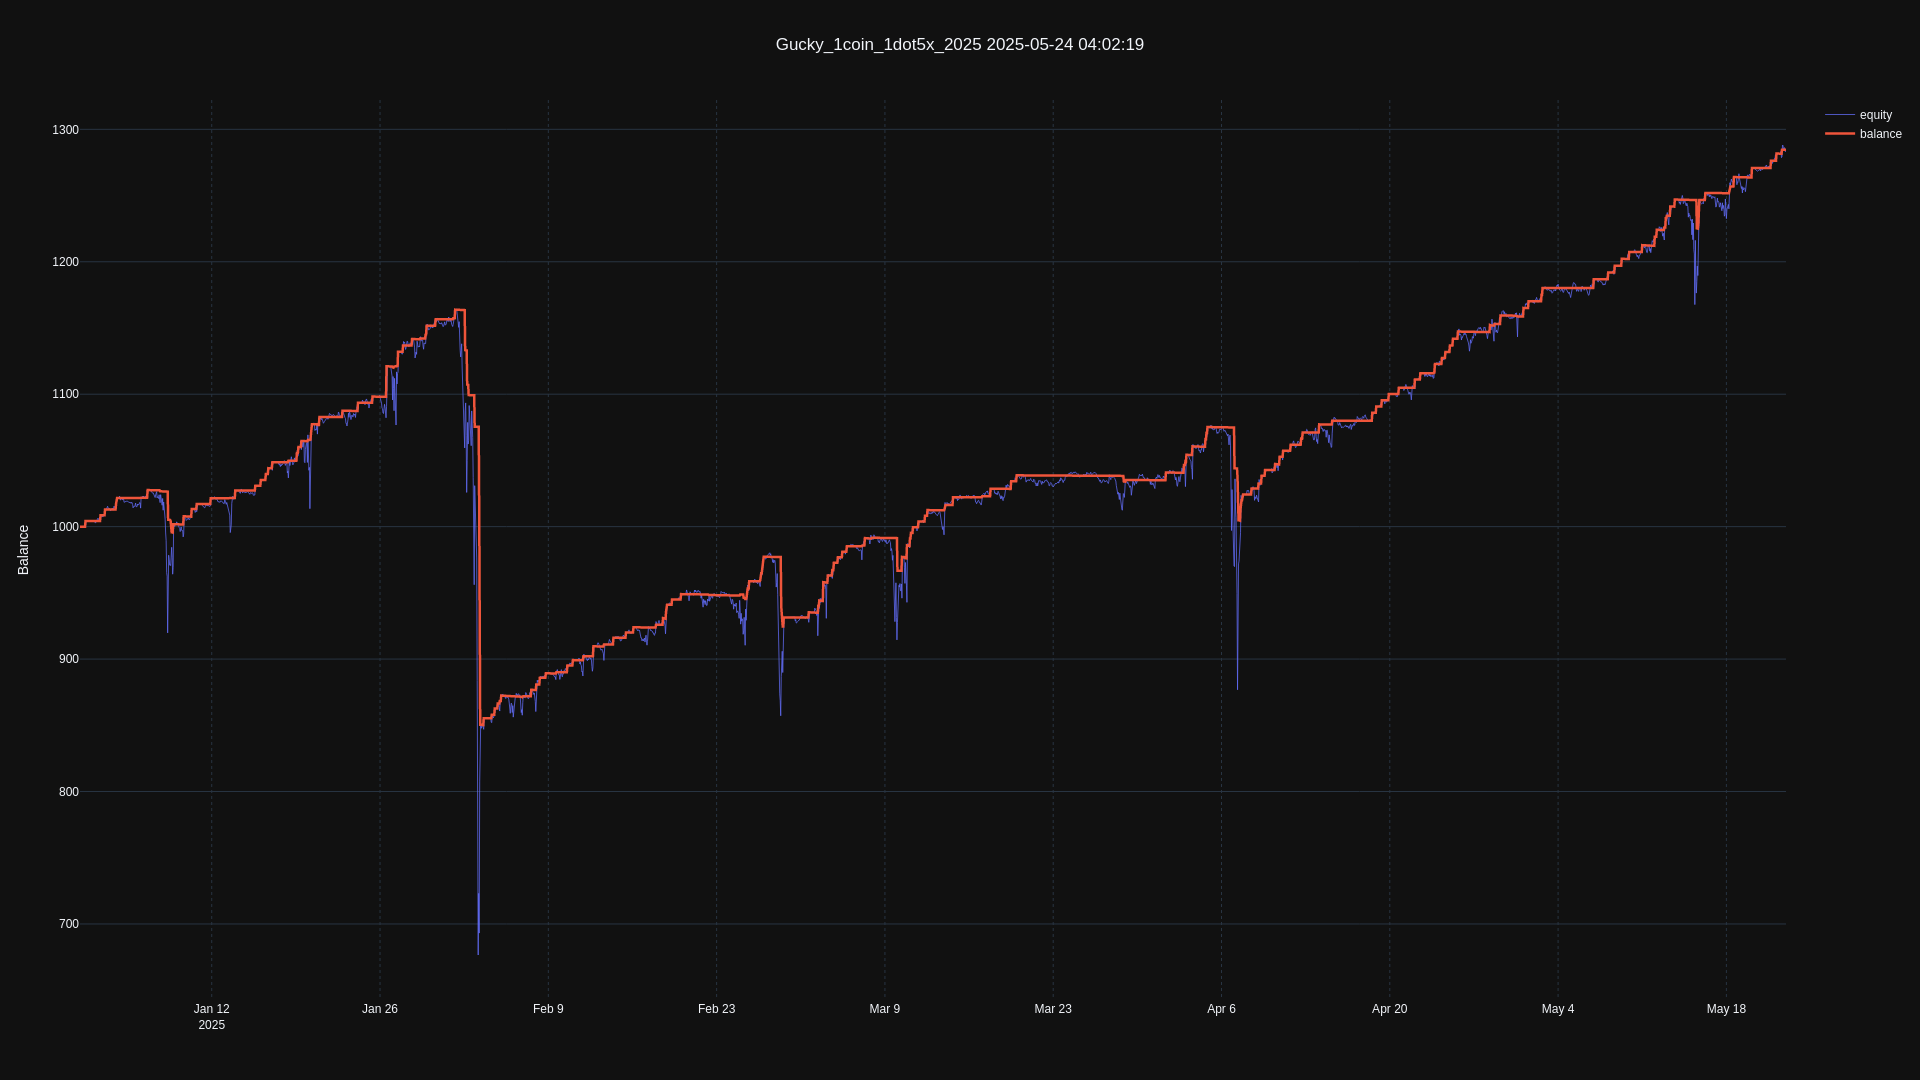 Gucky_1coin_1dot5x_2025 2025-05-24 04:02:19
equity
balance
1300
1200
1100
1000
900
800
700
Balance
Jan 12
2025
Jan 26
Feb 9
Feb 23
Mar 9
Mar 23
Apr 6
Apr 20
May 4
May 18